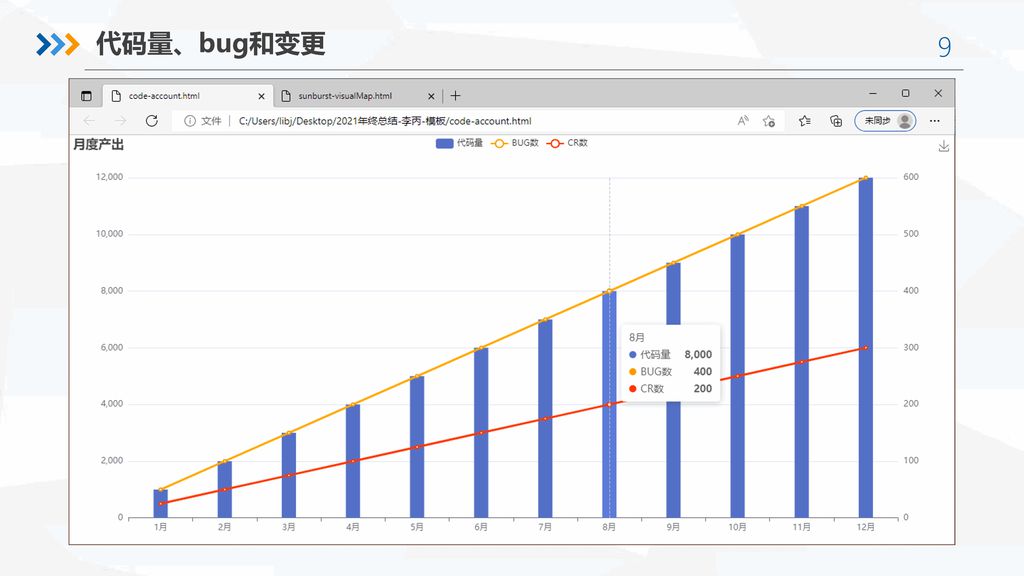 代码量、bug和变更
9
code-account.html
sunburst-visualMap.html
文件
C:/Users/libj/Desktop/2021年终总结-李丙-模板/code-account.html
未同步
月度产出
代码量 BUG数 CR数
12,000
10,000
8,000
6,000
4,000
2,000
0
600
500
400
300
200
100
0
8月
代码量 8,000
BUG数 400
CR数 200
1月 2月 3月 4月 5月 6月 7月 8月 9月 10月 11月 12月